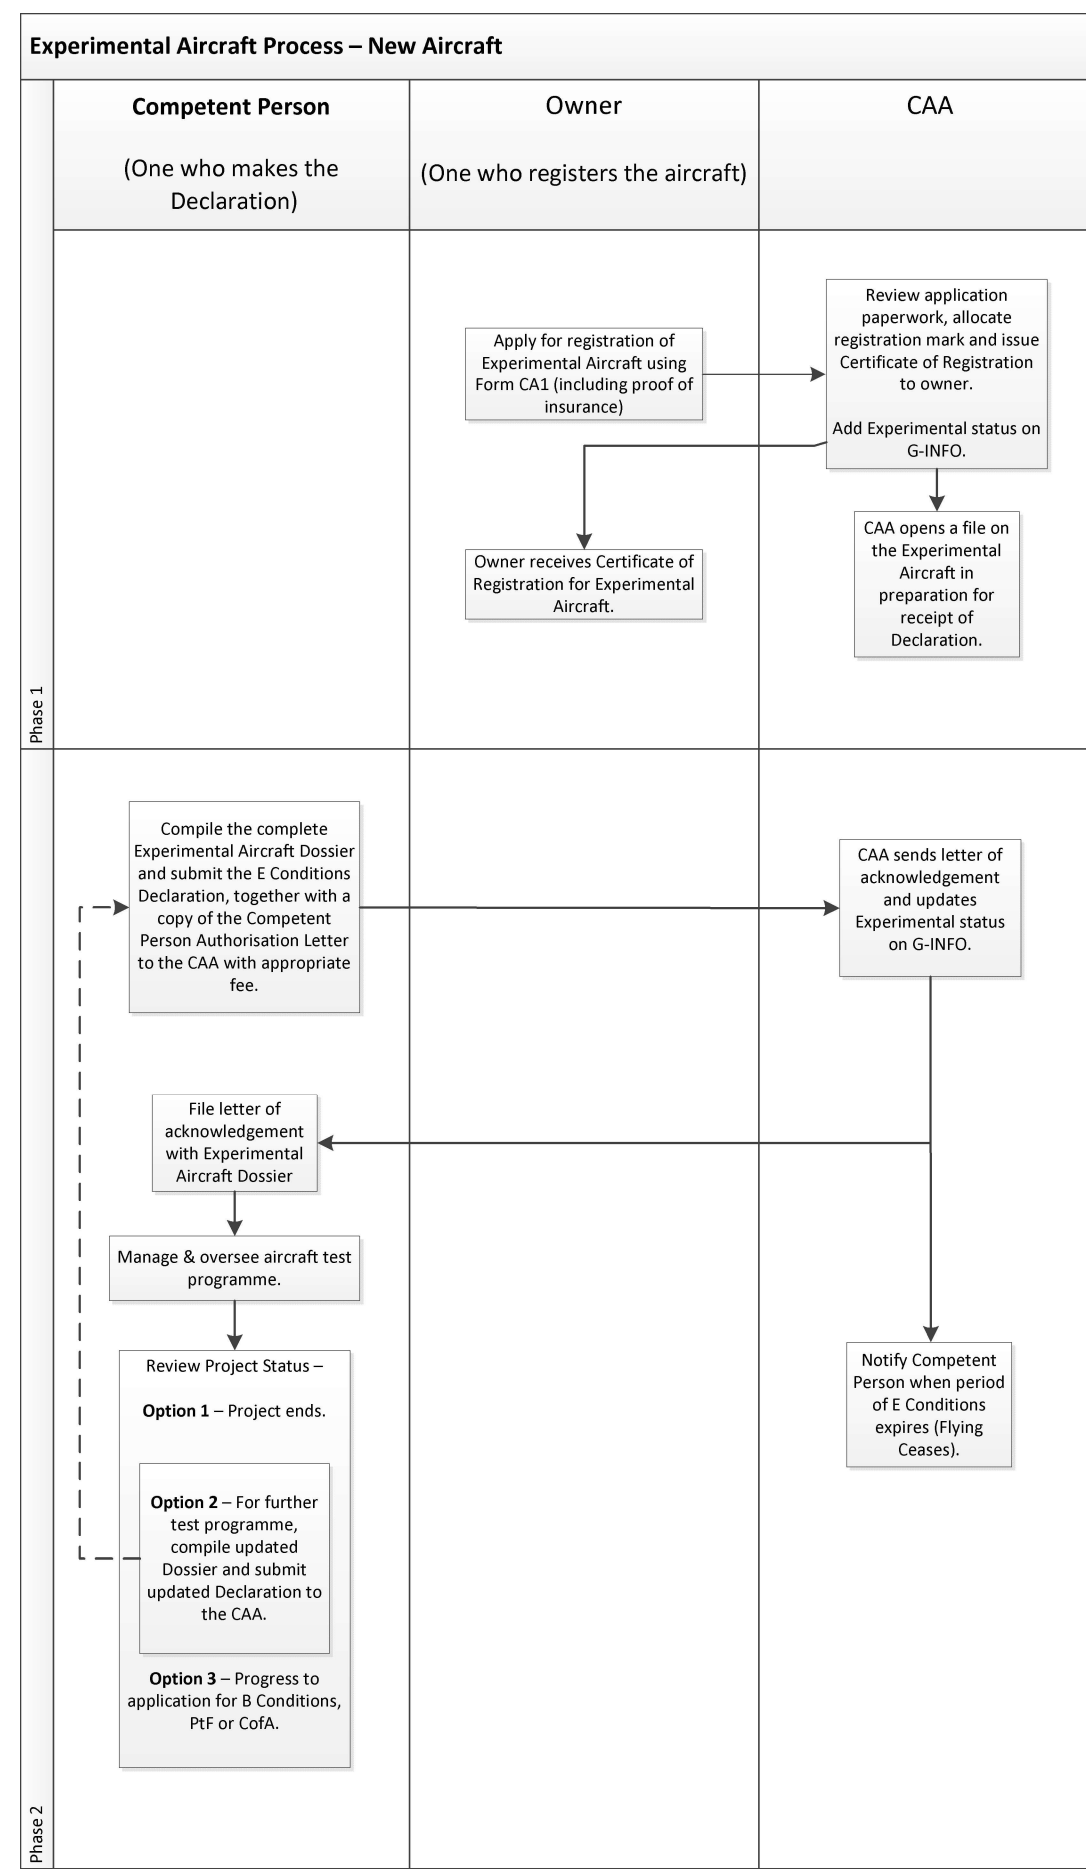 Experimental Aircraft Process – New Aircraft
Competent Person
(One who makes the
Declaration)
Owner
(One who registers the aircraft)
CAA
Phase 1
Apply for registration of
Experimental Aircraft using
Form CA1 (including proof of
insurance)
Review application
paperwork, allocate
registration mark and issue
Certificate of Registration
to owner.
Add Experimental status on
G-INFO.
Owner receives Certificate of
Registration for Experimental
Aircraft.
CAA opens a file on
the Experimental
Aircraft in
preparation for
receipt of
Declaration.
Phase 2
Compile the complete
Experimental Aircraft Dossier
and submit the E Conditions
Declaration, together with a
copy of the Competent
Person Authorisation Letter
to the CAA with appropriate
fee.
CAA sends letter of
acknowledgement
and updates
Experimental status
on G-INFO.
File letter of
acknowledgement
with Experimental
Aircraft Dossier
Manage & oversee aircraft test
programme.
Review Project Status –
Option 1 – Project ends.
Option 2 – For further
test programme,
compile updated
Dossier and submit
updated Declaration to
the CAA.
Option 3 – Progress to
application for B Conditions,
PtF or CofA.
Notify Competent
Person when period
of E Conditions
expires (Flying
Ceases).